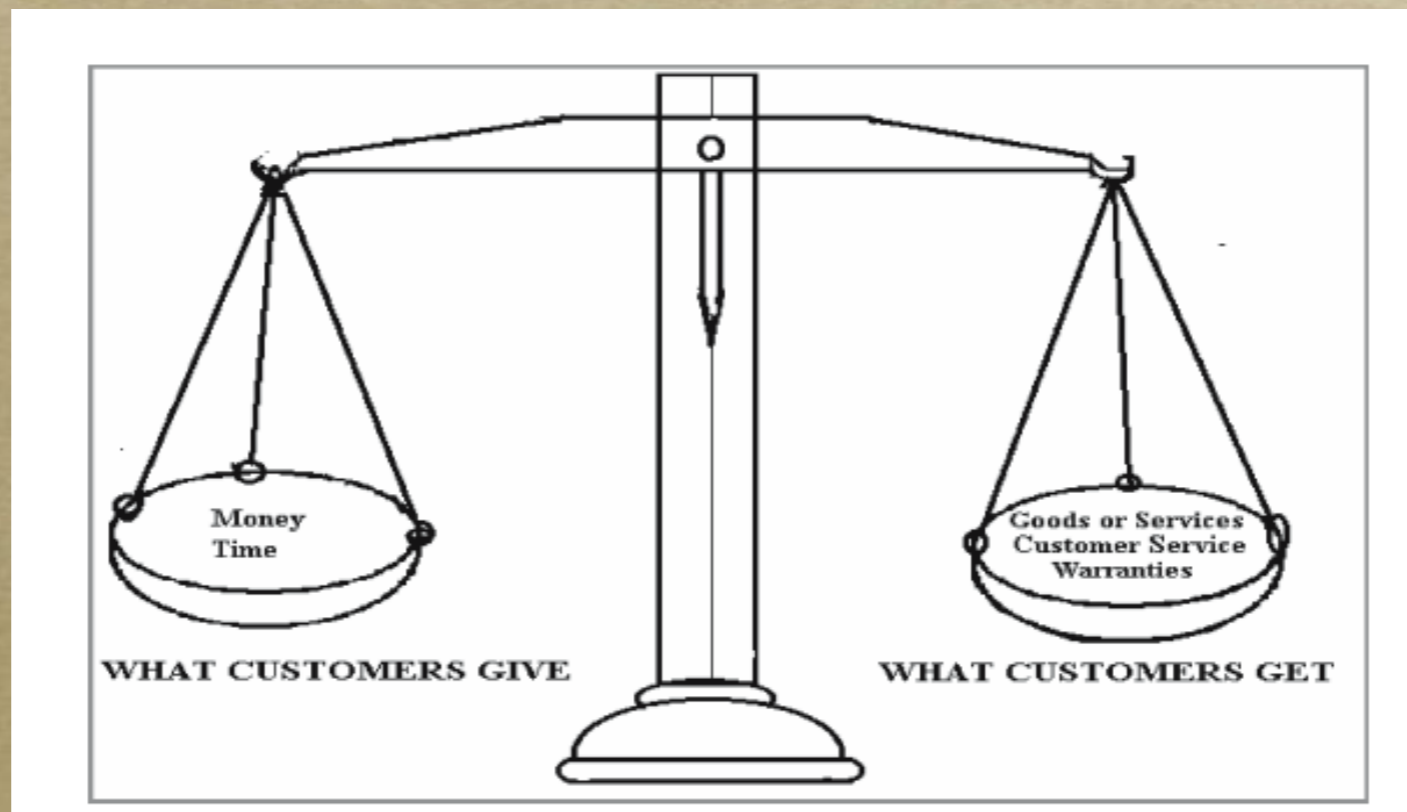 Money
Time
Goods or Services
Customer Service
Warranties
WHAT CUSTOMERS GIVE
WHAT CUSTOMERS GET